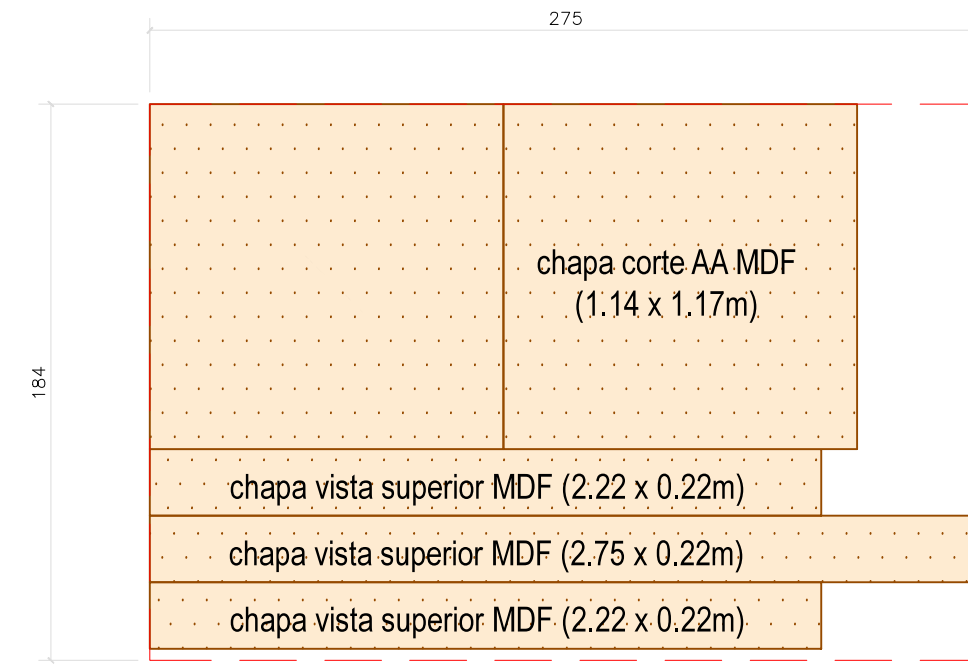 275
184
chapa corte AA MDF
(1.14 x 1.17m)
chapa vista superior MDF (2.22 x 0.22m)
chapa vista superior MDF (2.75 x 0.22m)
chapa vista superior MDF (2.22 x 0.22m)